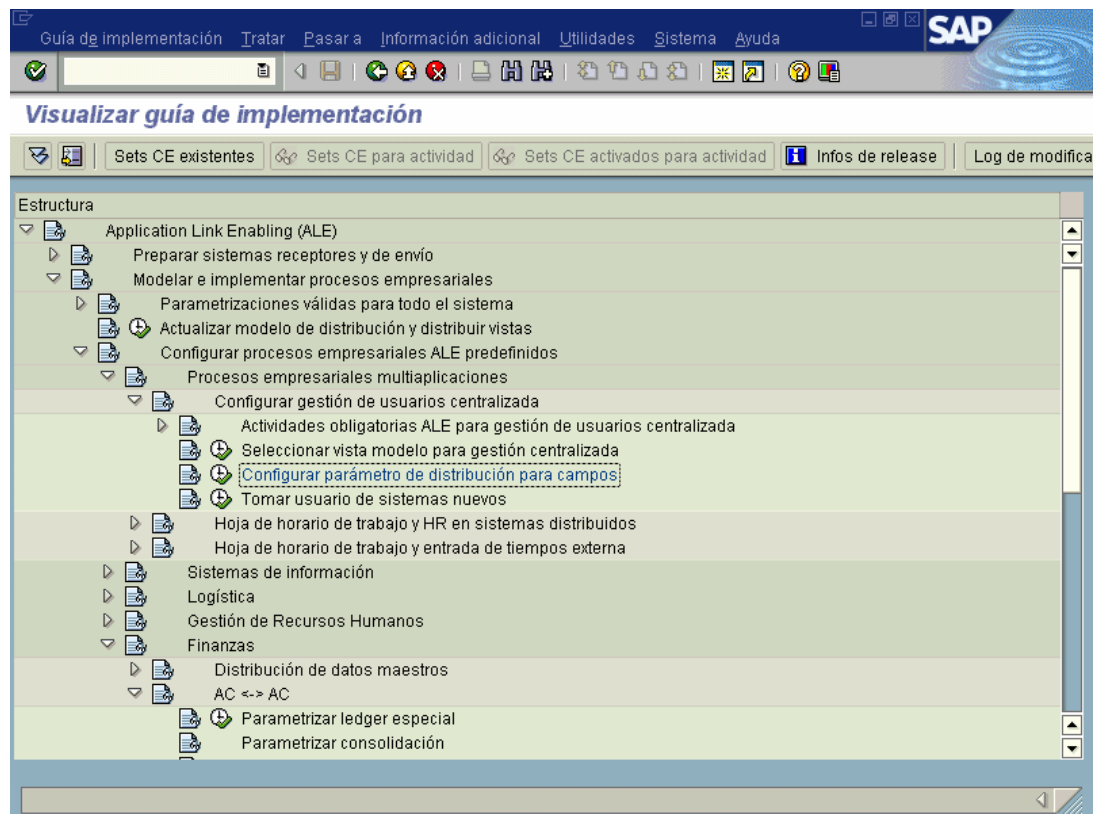 Guía de implementación Tratar Pasar a Información adicional Utilidades Sistema Ayuda
SAP
Visualizar guía de implementación
Sets CE existentes Sets CE para actividad Sets CE activados para actividad Infos de release Log de modifica
Estructura
Application Link Enabling (ALE)
Preparar sistemas receptores y de envío
Modelar e implementar procesos empresariales
Parametrizaciones válidas para todo el sistema
Actualizar modelo de distribución y distribuir vistas
Configurar procesos empresariales ALE predefinidos
Procesos empresariales multiaplicaciones
Configurar gestión de usuarios centralizada
Actividades obligatorias ALE para gestión de usuarios centralizada
Seleccionar vista modelo para gestión centralizada
Configurar parámetro de distribución para campos
Tomar usuario de sistemas nuevos
Hoja de horario de trabajo y HR en sistemas distribuidos
Hoja de horario de trabajo y entrada de tiempos externa
Sistemas de información
Logística
Gestión de Recursos Humanos
Finanzas
Distribución de datos maestros
AC <-> AC
Parametrizar ledger especial
Parametrizar consolidación